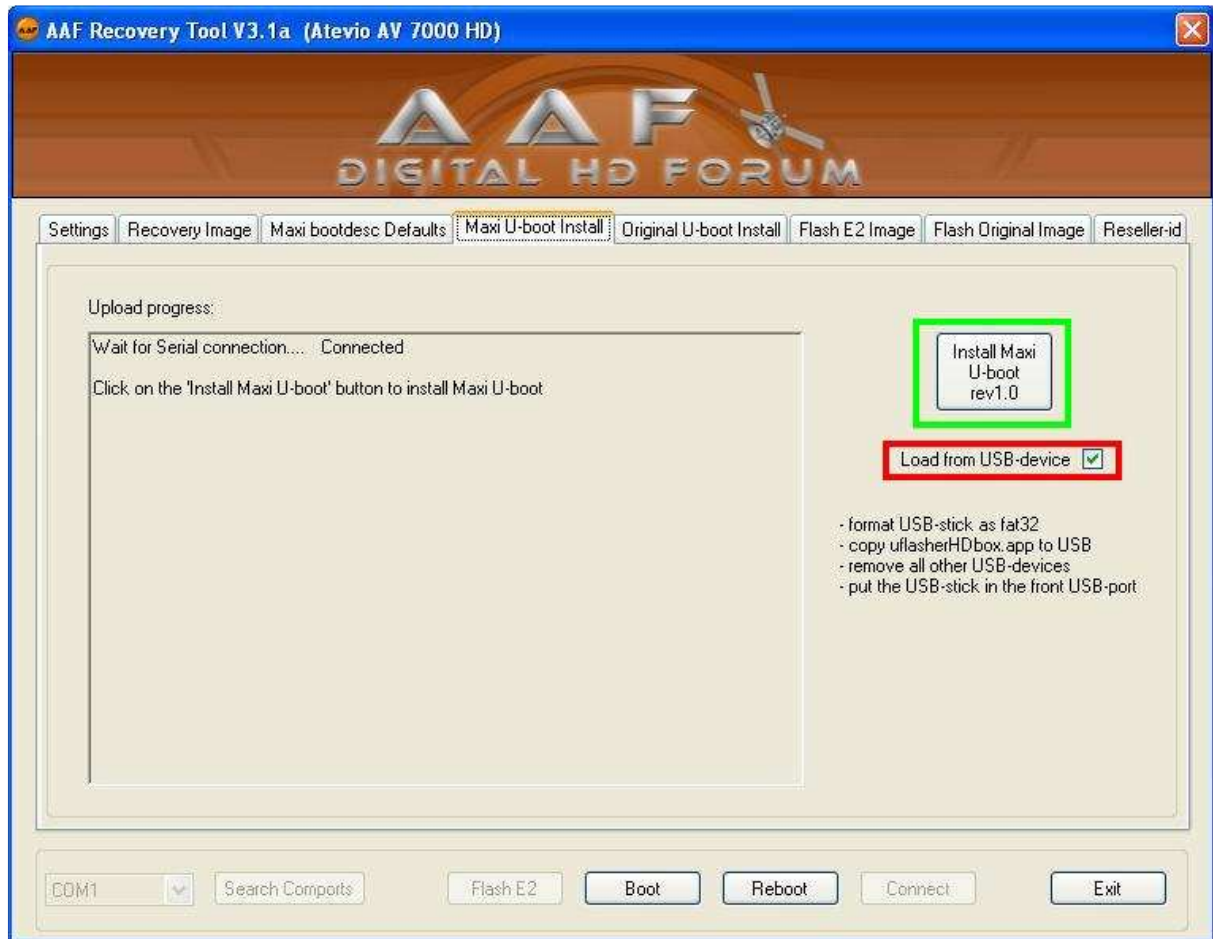 AAF Recovery Tool V3.1a (Atevio AV 7000 HD)
AAF
DIGITAL HD FORUM
Settings
Recovery Image
Maxi bootdesc Defaults
Maxi U-boot Install
Original U-boot Install
Flash E2 Image
Flash Original Image
Reseller-id
Upload progress:
Wait for Serial connection.... Connected
Click on the 'Install Maxi U-boot' button to install Maxi U-boot
Install Maxi
U-boot
rev1.0
Load from USB-device
- format USB-stick as fat32
- copy uflasherHDbox.app to USB
- remove all other USB-devices
- put the USB-stick in the front USB-port
COM1
Search Comports
Flash E2
Boot
Reboot
Connect
Exit